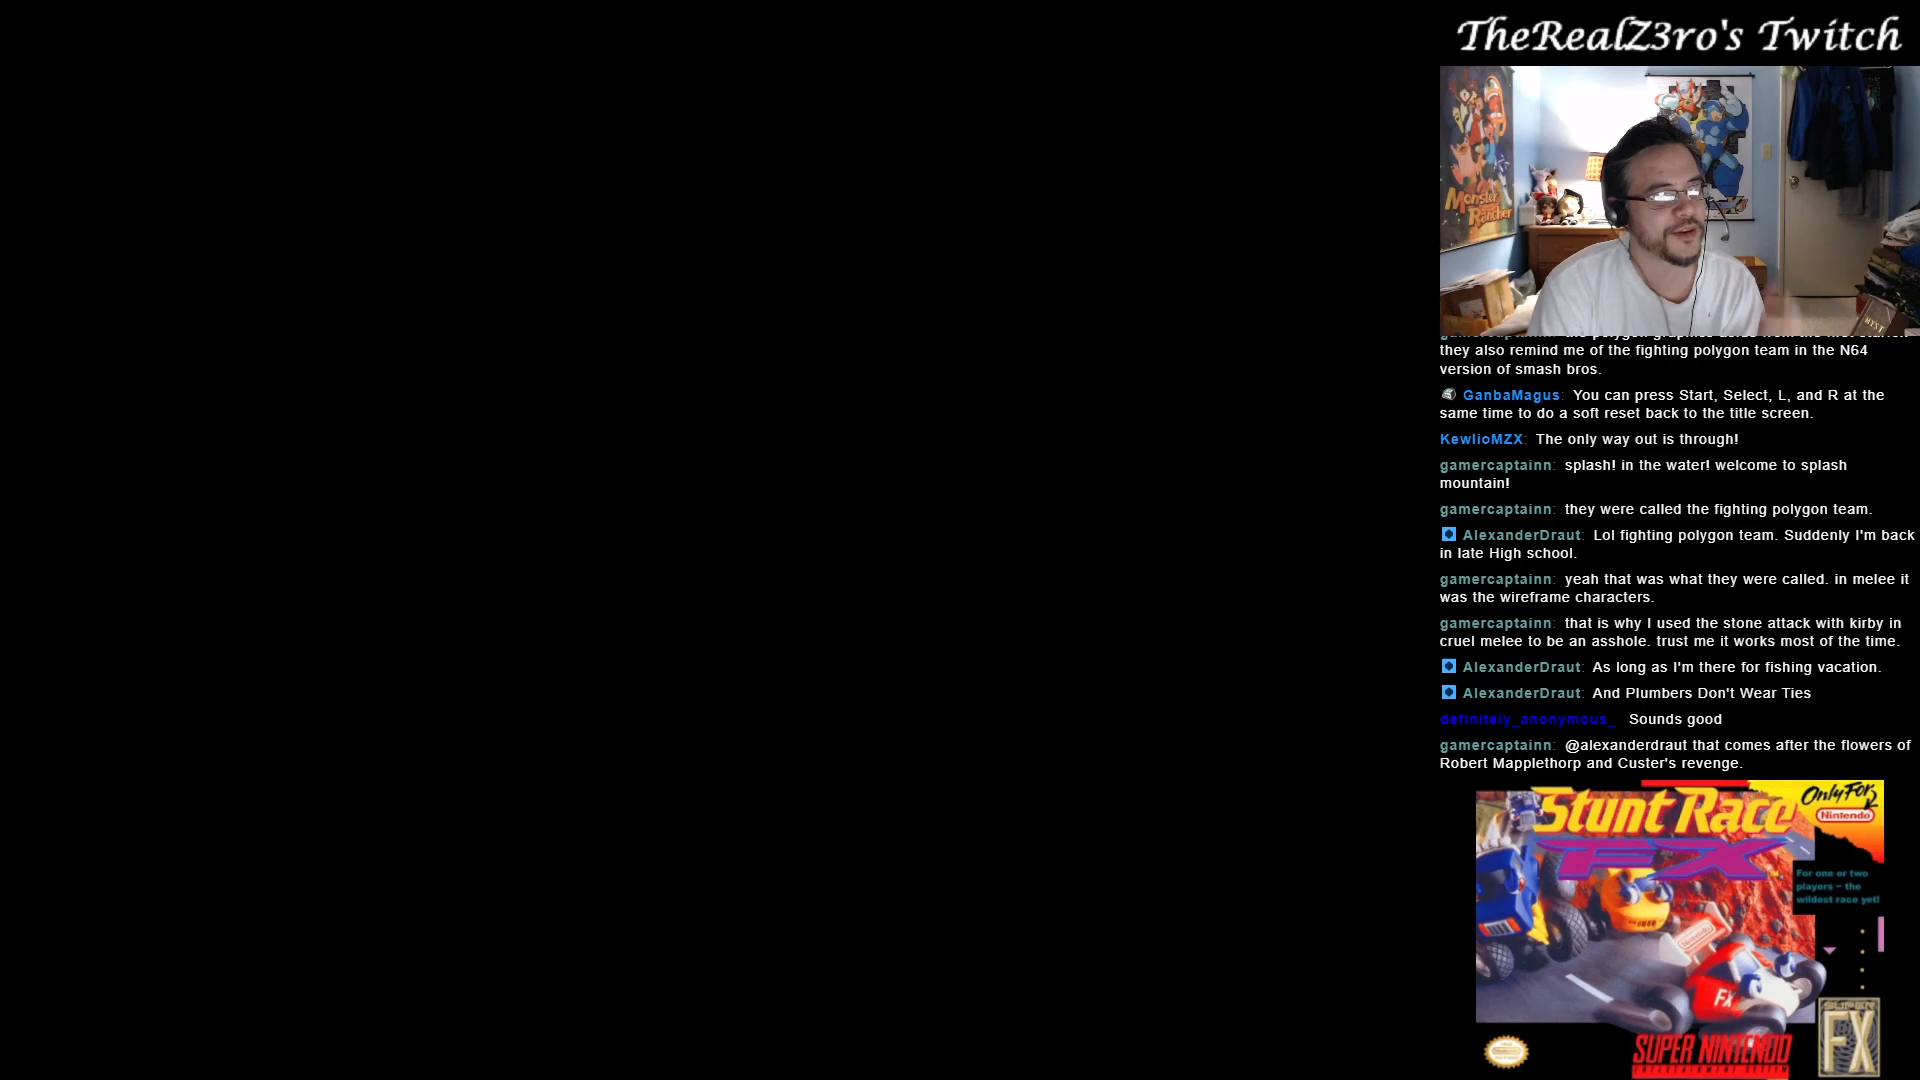 TheRealZ3ro's Twitch
Monster
Rancher
MYST
they also remind me of the fighting polygon team in the N64
version of smash bros.
GanbaMagus: You can press Start, Select, L, and R at the
same time to do a soft reset back to the title screen.
KewlioMZX: The only way out is through!
gamercaptainn: splash! in the water! welcome to splash
mountain!
gamercaptainn: they were called the fighting polygon team.
AlexanderDraut: Lol fighting polygon team. Suddenly I'm back
in late High school.
gamercaptainn: yeah that was what they were called. in melee it
was the wireframe characters.
gamercaptainn: that is why I used the stone attack with kirby in
cruel melee to be an asshole. trust me it works most of the time.
AlexanderDraut: As long as I'm there for fishing vacation.
AlexanderDraut: And Plumbers Don't Wear Ties
definitely_anonymous_ Sounds good
gamercaptainn: @alexanderdraut that comes after the flowers of
Robert Mapplethorp and Custer's revenge.
Stunt Race
FX
Only For
Nintendo
For one or two
players – the
wildest race yet!
Nintendo
FX
SUPER
FX
SUPER NINTENDO
ENTERTAINMENT SYSTEM